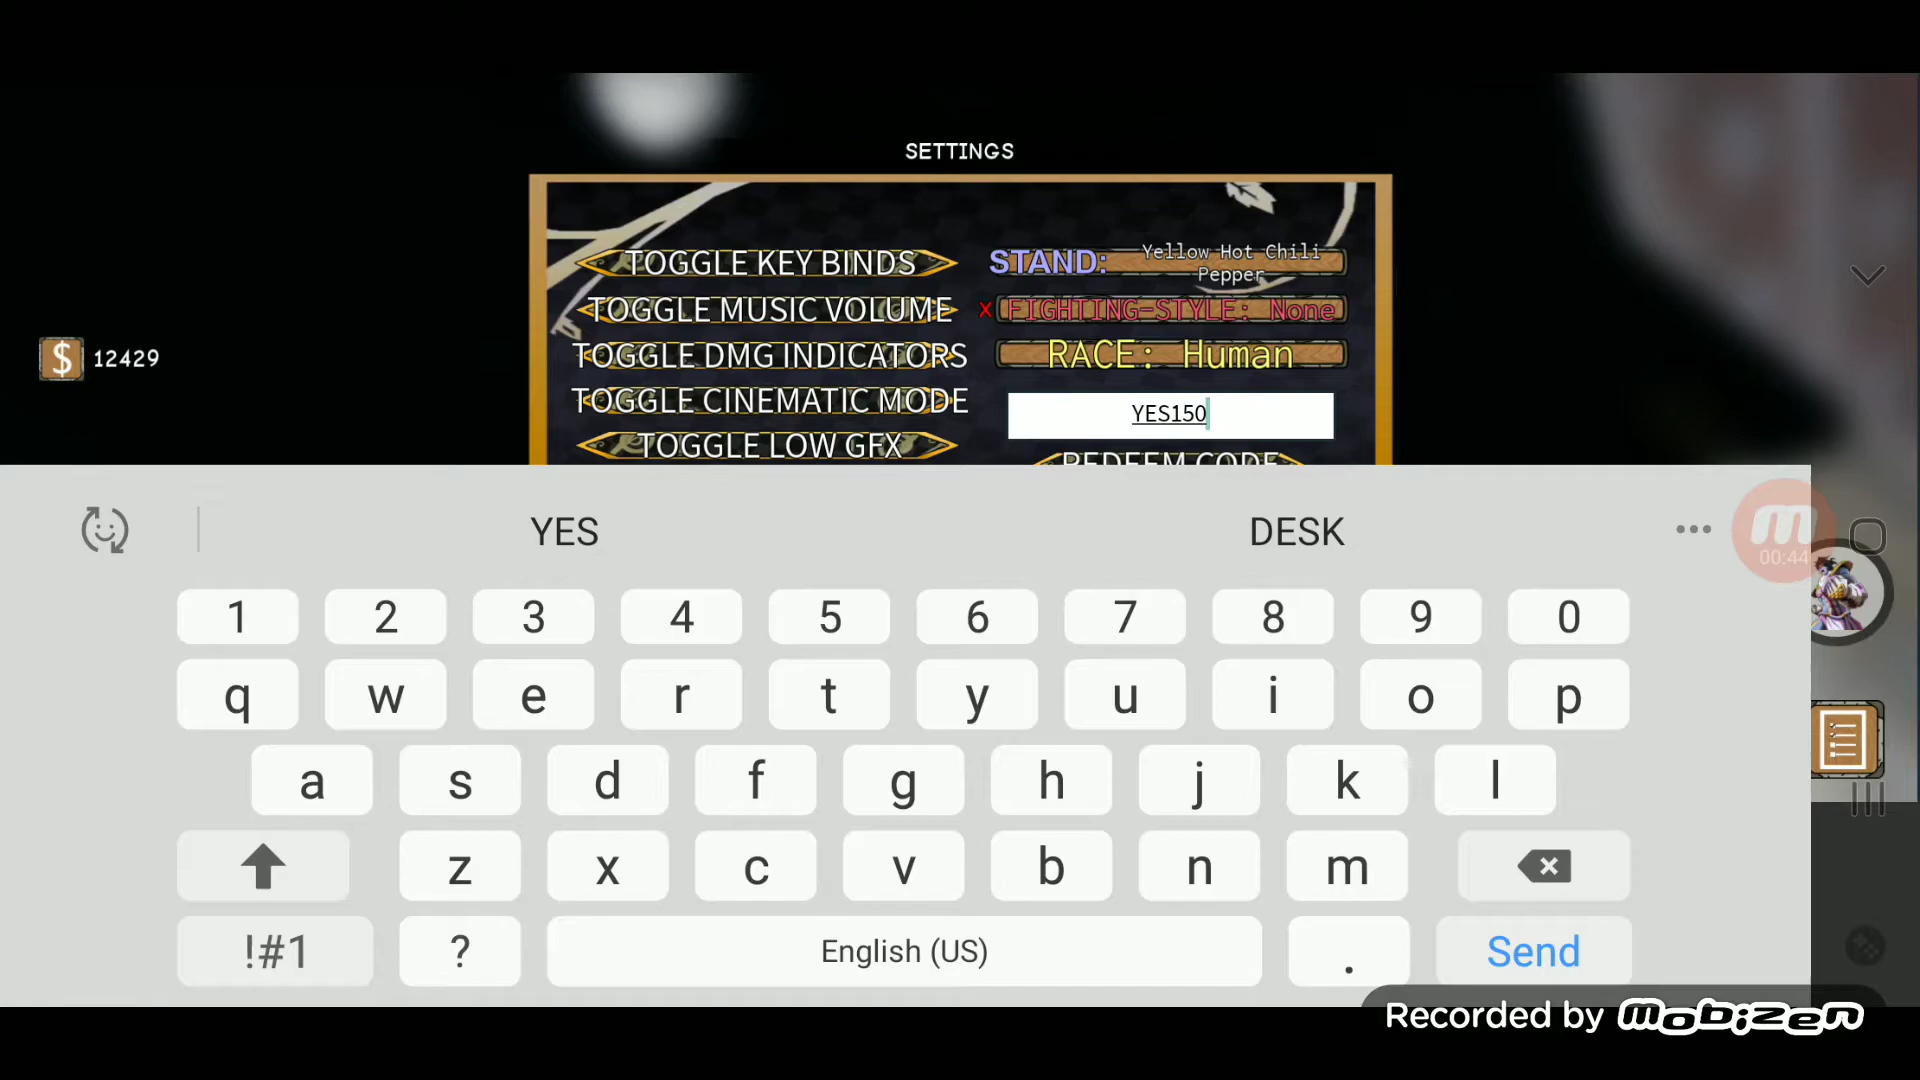 SETTINGS
TOGGLE KEY BINDS
TOGGLE MUSIC VOLUME
TOGGLE DMG INDICATORS
TOGGLE CINEMATIC MODE
TOGGLE LOW GFX
STAND: Yellow Hot Chili
Pepper
X FIGHTING-STYLE: None
RACE: Human
YES150
REDEEM CODE
$ 12429
YES DESK
00:44
1 2 3 4 5 6 7 8 9 0
q w e r t y u i o p
a s d f g h j k l
z x c v b n m
!#1 ? English (US) . Send
Recorded by mobizen